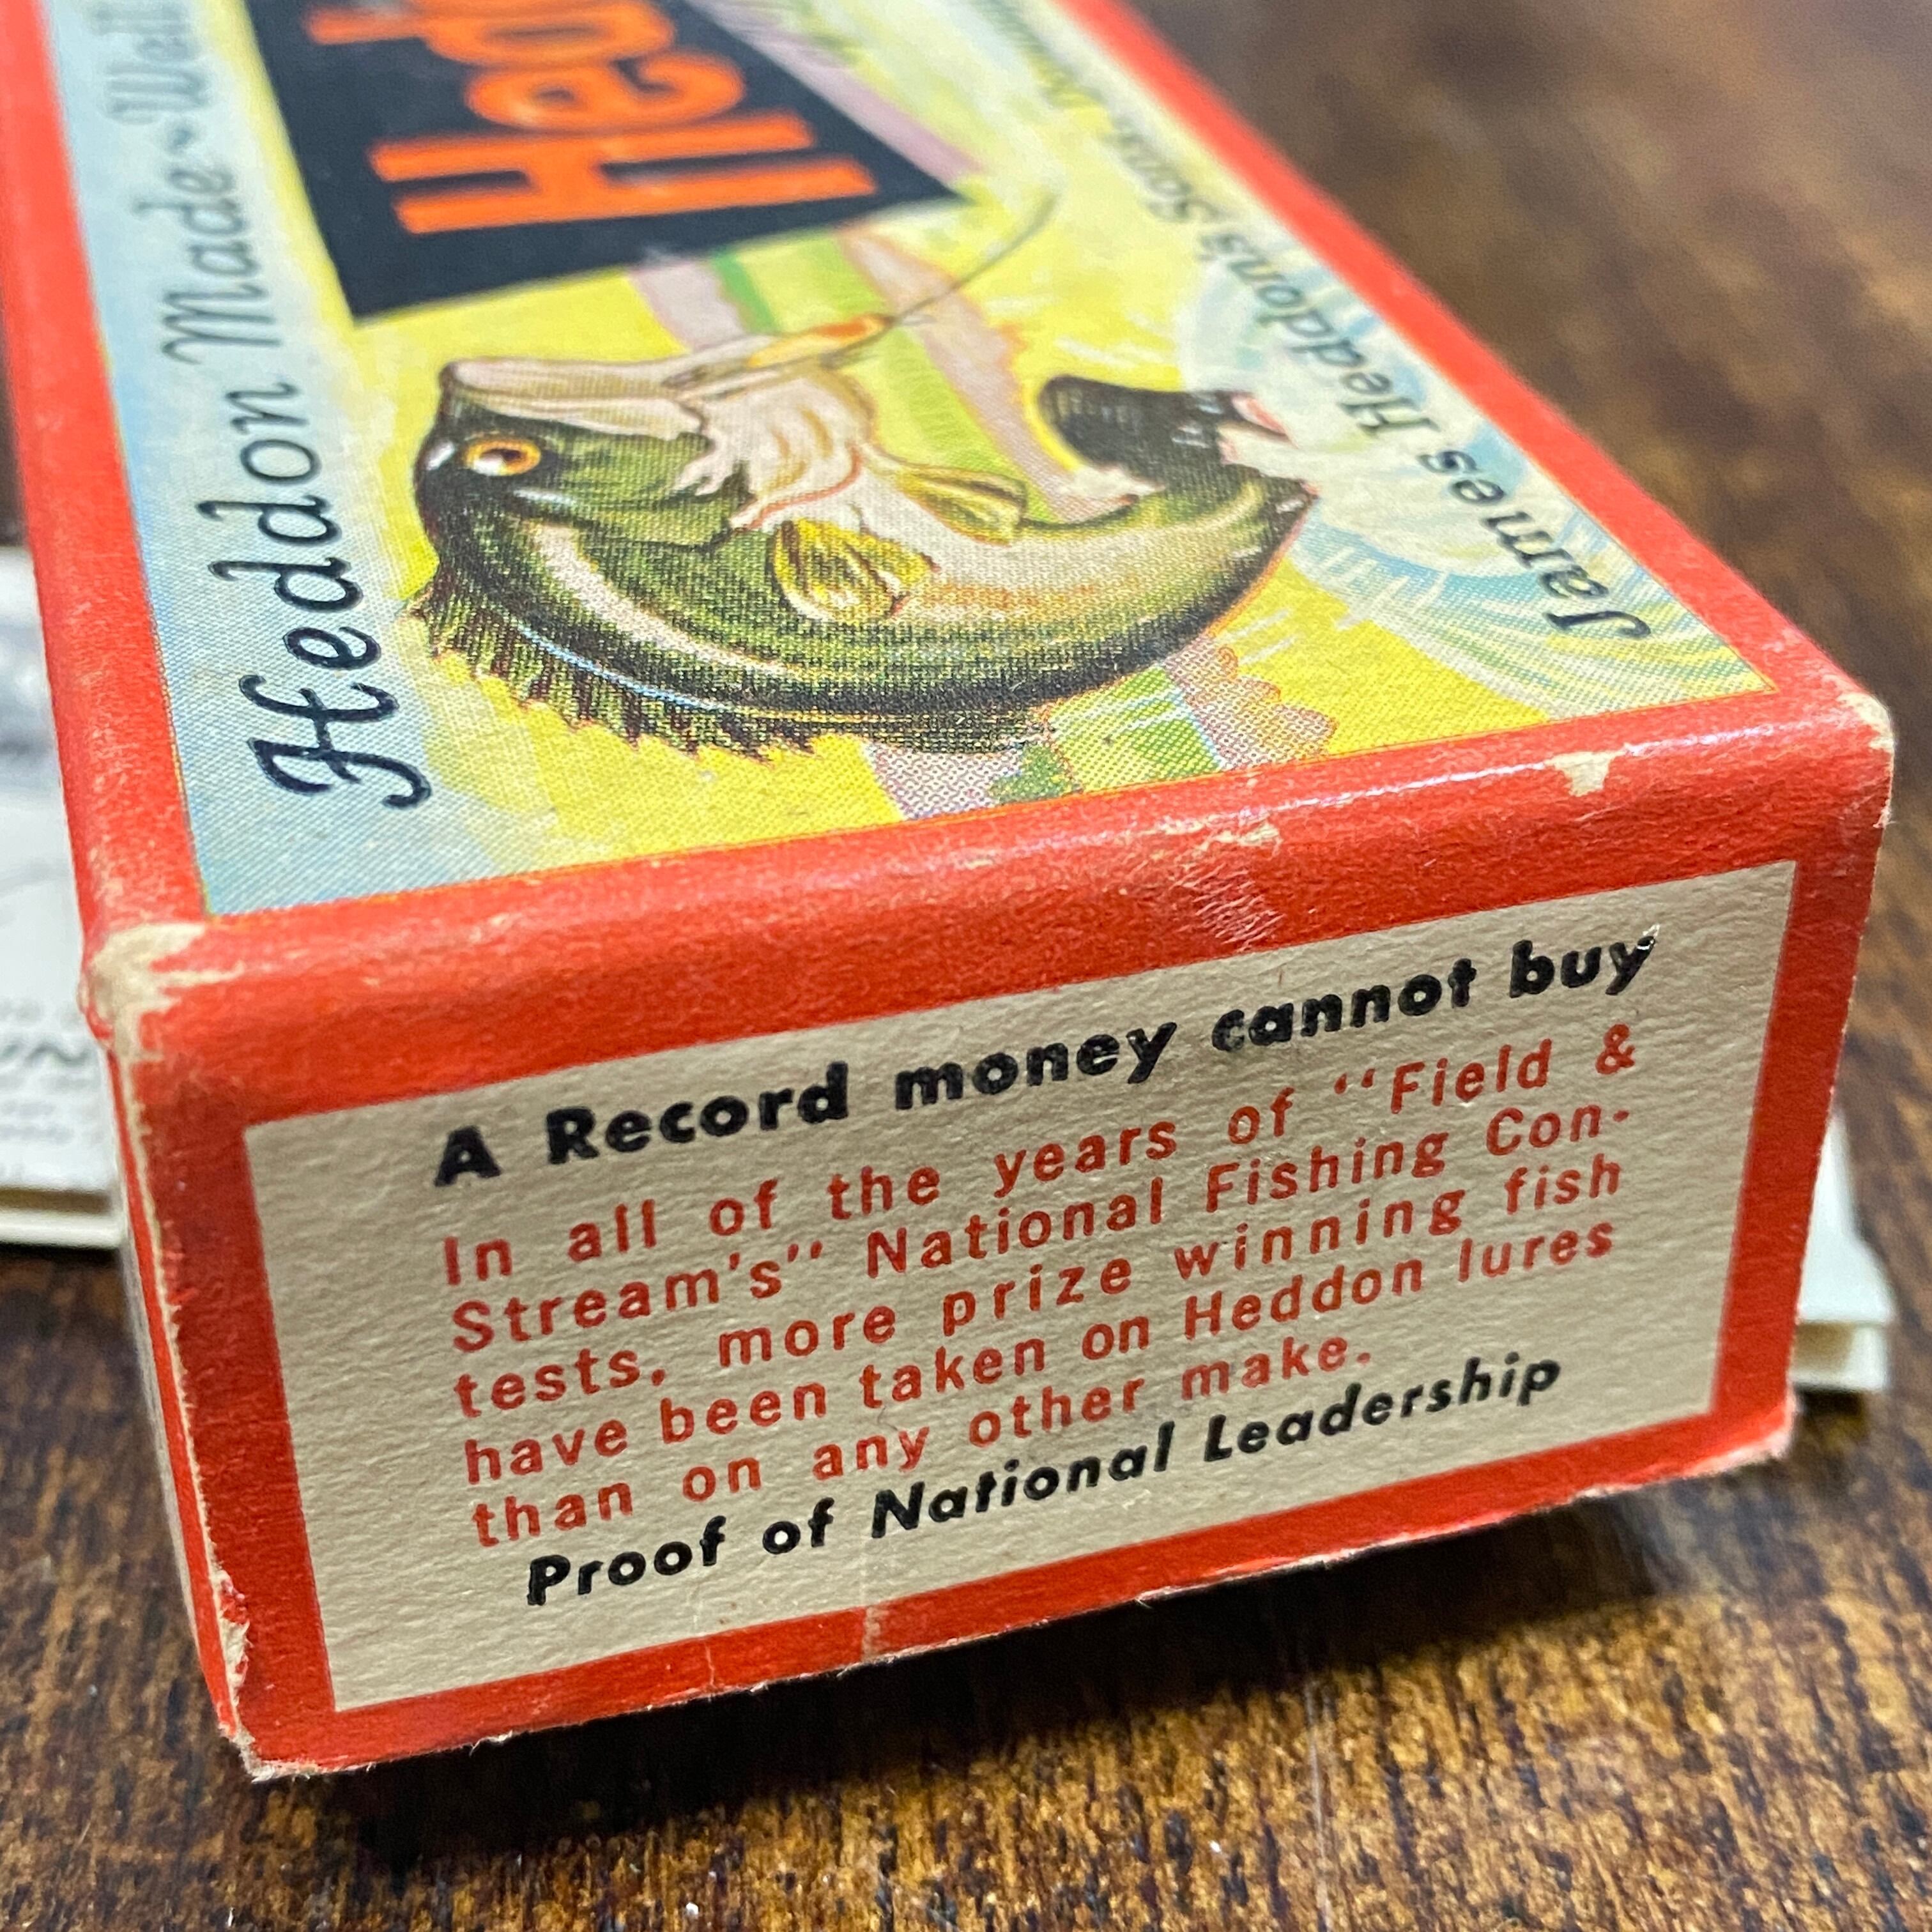 Heddon Made - Well
Hed
James Heddon's Sons
A Record money cannot buy
In all of the years of "Field &
Stream's" National Fishing Con-
tests, more prize winning fish
have been taken on Heddon lures
than on any other make.
Proof of National Leadership